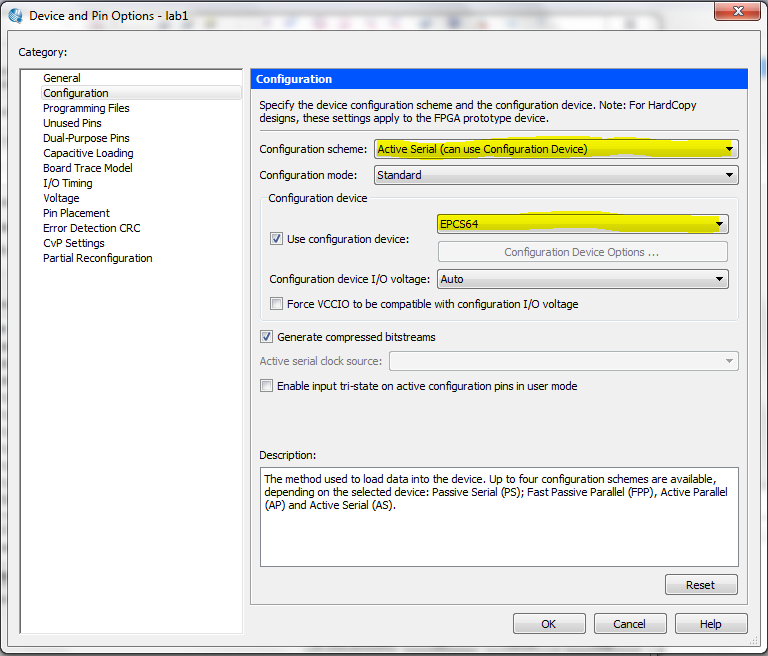 Device and Pin Options - lab1
Category:
General
Configuration
Programming Files
Unused Pins
Dual-Purpose Pins
Capacitive Loading
Board Trace Model
I/O Timing
Voltage
Pin Placement
Error Detection CRC
CvP Settings
Partial Reconfiguration
Configuration
Specify the device configuration scheme and the configuration device. Note: For HardCopy
designs, these settings apply to the FPGA prototype device.
Configuration scheme: Active Serial (can use Configuration Device)
Configuration mode: Standard
Configuration device
EPCS64
Use configuration device:
Configuration Device Options ...
Configuration device I/O voltage: Auto
Force VCCIO to be compatible with configuration I/O voltage
Generate compressed bitstreams
Active serial clock source:
Enable input tri-state on active configuration pins in user mode
Description:
The method used to load data into the device. Up to four configuration schemes are available,
depending on the selected device: Passive Serial (PS); Fast Passive Parallel (FPP), Active Parallel
(AP) and Active Serial (AS).
Reset
OK Cancel Help